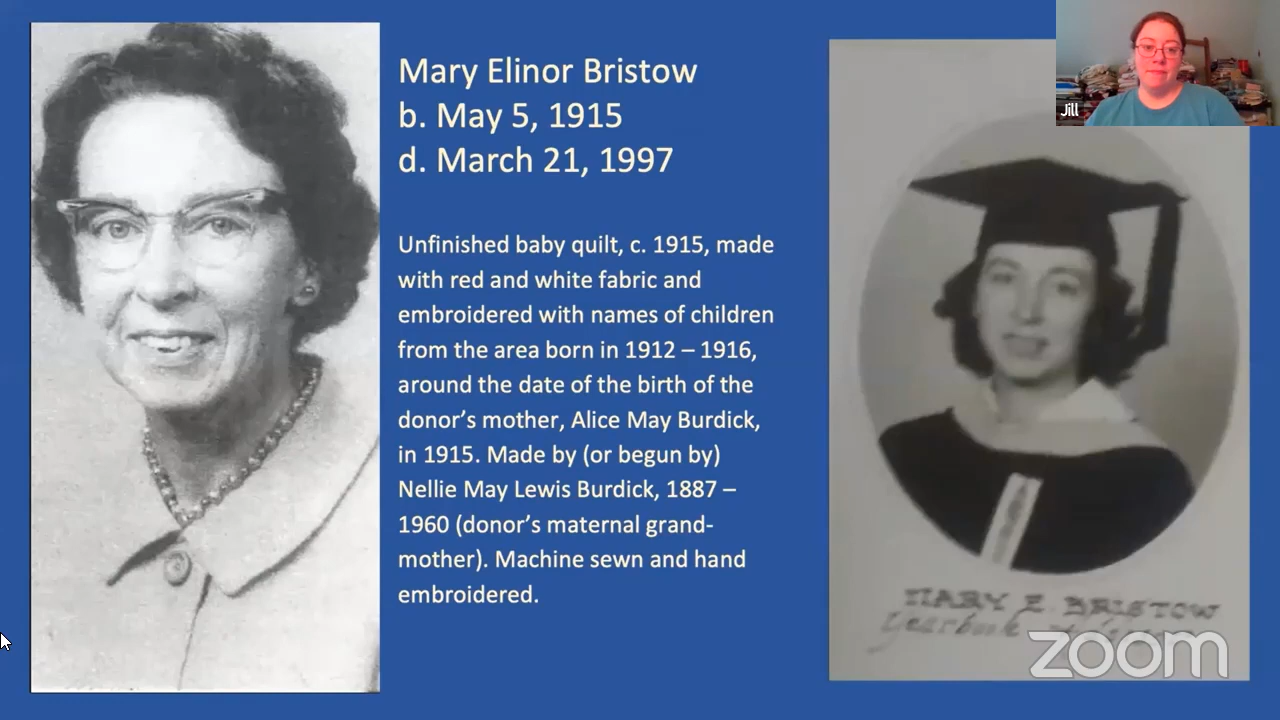 Mary Elinor Bristow
b. May 5, 1915
d. March 21, 1997
Unfinished baby quilt, c. 1915, made
with red and white fabric and
embroidered with names of children
from the area born in 1912 – 1916,
around the date of the birth of the
donor’s mother, Alice May Burdick,
in 1915. Made by (or begun by)
Nellie May Lewis Burdick, 1887 –
1960 (donor’s maternal grand-
mother). Machine sewn and hand
embroidered.
Jill
MARY E. BRISTOW
Yearbook
zoom